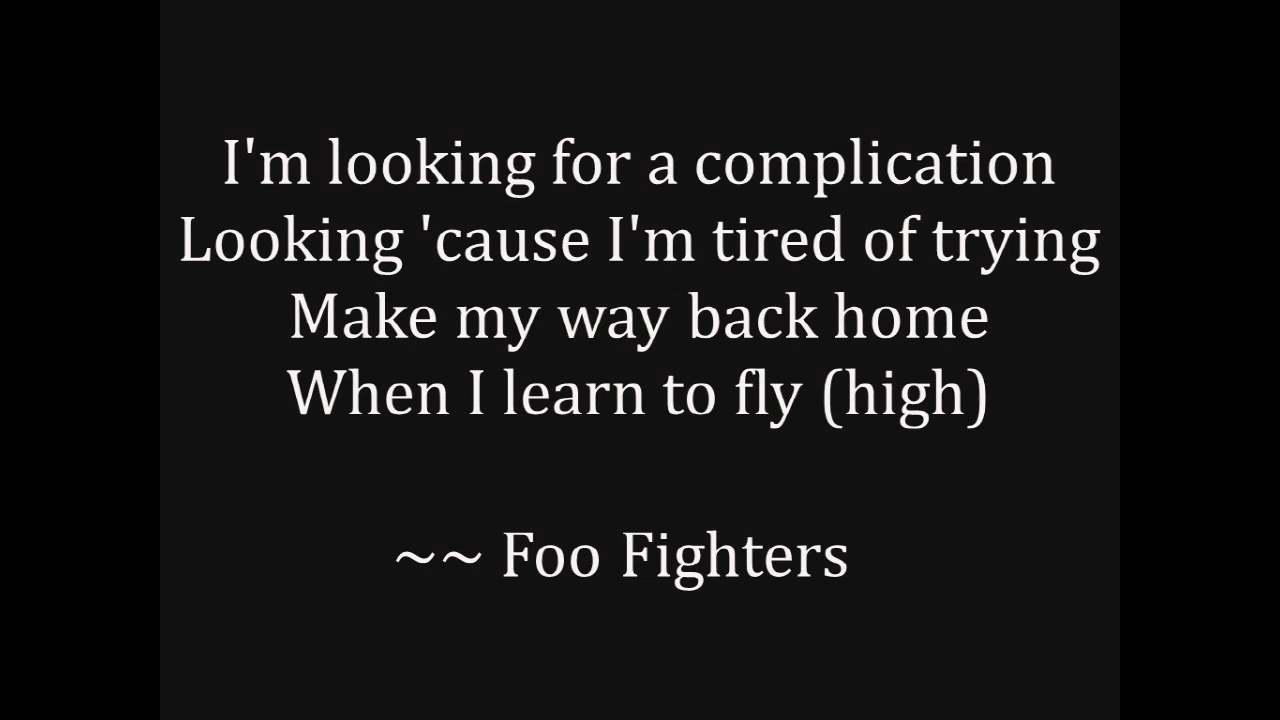 I'm looking for a complication
Looking 'cause I'm tired of trying
Make my way back home
When I learn to fly (high)
~~ Foo Fighters